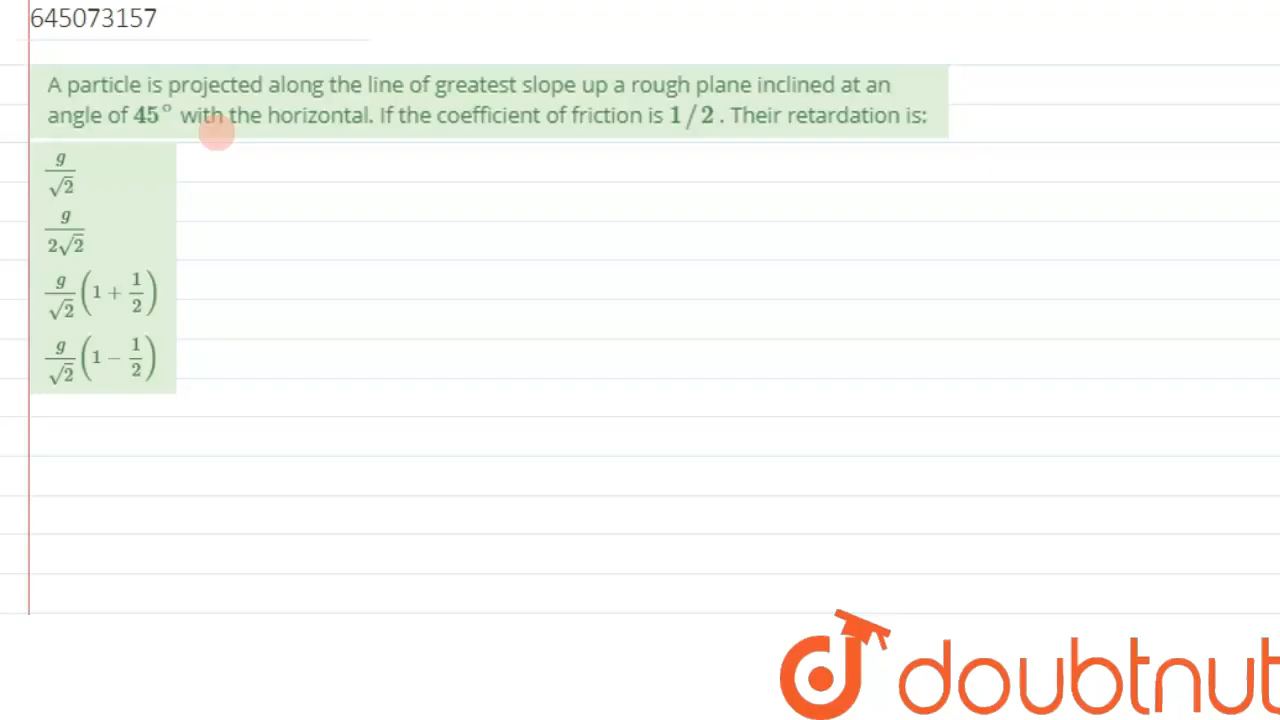 645073157
A particle is projected along the line of greatest slope up a rough plane inclined at an
angle of 45° with the horizontal. If the coefficient of friction is 1/2. Their retardation is:
g/√2
g/2√2
g/√2 (1 + 1/2)
g/√2 (1 − 1/2)
doubtnut